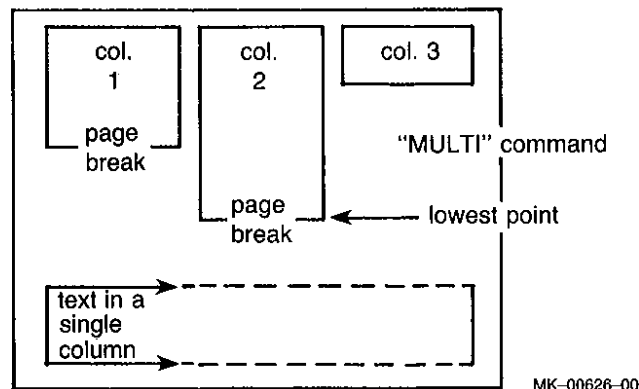 col.
1
page
break
col.
2
page
break
col. 3
"MULTI" command
lowest point
text in a
single
column
MK–00626–00